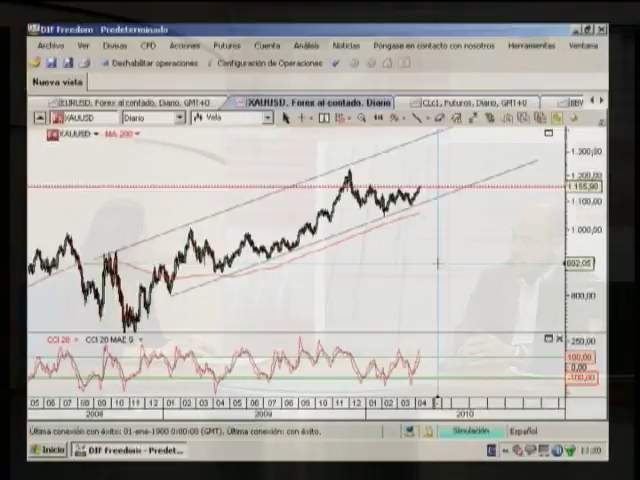 DIF Freedom - Predeterminado
Archivo Ver Divisas CFD Acciones Futuros Cuenta Análisis Noticias Póngase en contacto con nosotros Herramientas Ventana
Deshabilitar operaciones Configuración de Operaciones
Nueva vista
EURUSD, Forex al contado, Diario, GMT+0 XAUUSD, Forex al contado, Diario CLc1, Futuros, Diario, GMT+0 BBV
XAUUSD Diario Vela
XAUUSD MA 200
1.300,00
1.200,00
1.155,90
1.100,00
1.000,00
800,00
CCI 20 CCI 20 MAE 9
250,00
100,00
0,00
-100,00
05 06 07 08 09 10 11 12 01 02 03 04 05 06 07 08 09 10 11 12 01 02 03 04
2008 2009 2010
Última conexión con éxito: 01-ene-1900 0:00:00 (GMT). Última conexión: con éxito. Simulación Español
Inicio DIF Freedom - Predet... 11:20